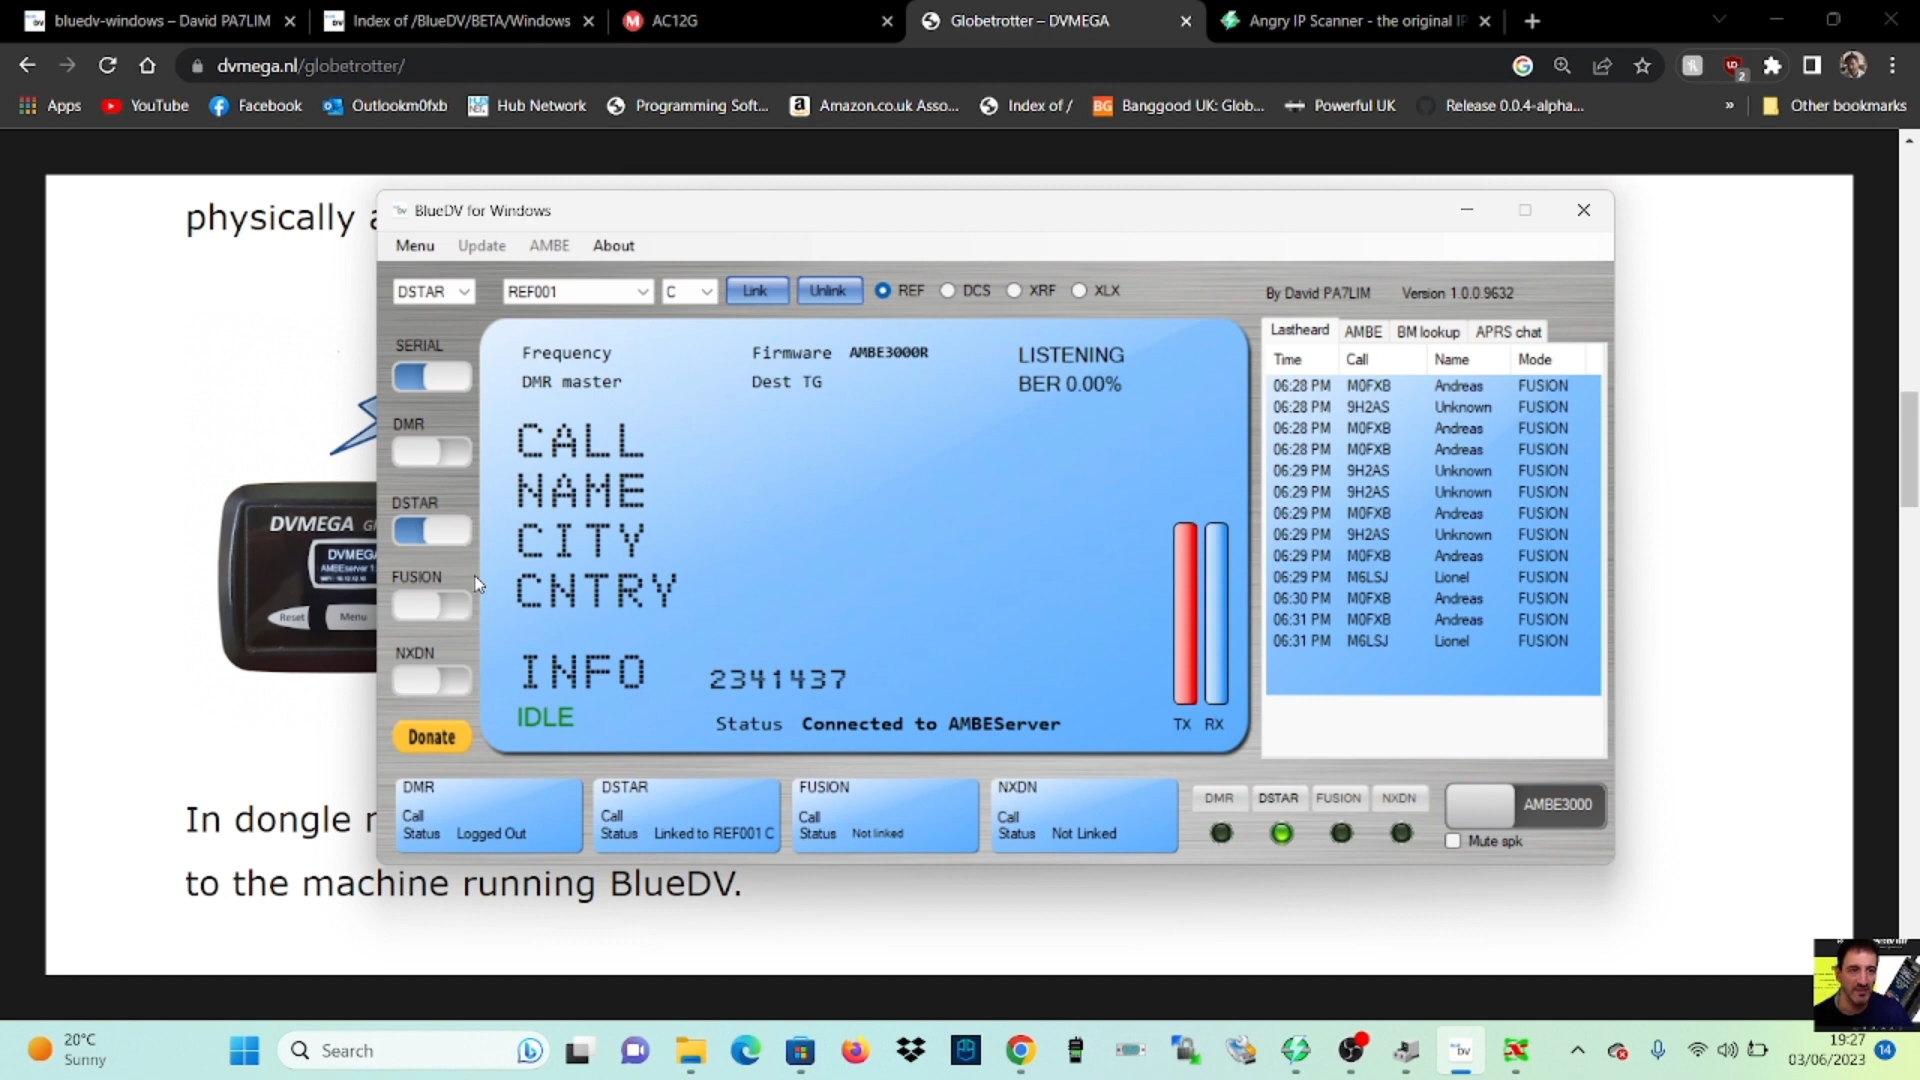 bluedv-windows – David PA7LIM
Index of /BlueDV/BETA/Windows
AC12G
Globetrotter – DVMEGA
Angry IP Scanner - the original IP
dvmega.nl/globetrotter/
2
Apps
YouTube
Facebook
Outlookm0fxb
Hub Network
Programming Soft...
Amazon.co.uk Asso...
Index of /
Banggood UK: Glob...
Powerful UK
Release 0.0.4-alpha...
»
Other bookmarks
physically a
BlueDV for Windows
Menu Update AMBE About
DSTAR REF001 C Link Unlink REF DCS XRF XLX
By David PA7LIM Version 1.0.0.9632
SERIAL
DMR
DSTAR
FUSION
NXDN
Donate
Frequency Firmware AMBE3000R LISTENING
DMR master Dest TG BER 0.00%
CALL
NAME
CITY
CNTRY
INFO 2341437
IDLE Status Connected to AMBEServer
TX RX
Lastheard AMBE BM lookup APRS chat
Time Call Name Mode
06:28 PM M0FXB Andreas FUSION
06:28 PM 9H2AS Unknown FUSION
06:28 PM M0FXB Andreas FUSION
06:28 PM M0FXB Andreas FUSION
06:29 PM 9H2AS Unknown FUSION
06:29 PM 9H2AS Unknown FUSION
06:29 PM M0FXB Andreas FUSION
06:29 PM 9H2AS Unknown FUSION
06:29 PM M0FXB Andreas FUSION
06:29 PM M6LSJ Lionel FUSION
06:30 PM M0FXB Andreas FUSION
06:31 PM M0FXB Andreas FUSION
06:31 PM M6LSJ Lionel FUSION
DMR
Call
Status Logged Out
DSTAR
Call
Status Linked to REF001 C
FUSION
Call
Status Not linked
NXDN
Call
Status Not Linked
DMR DSTAR FUSION NXDN
AMBE3000
Mute spk
DVMEGA
DVMEGA
AMBEserver
Reset Menu
In dongle
to the machine running BlueDV.
20°C
Sunny
Search
19:27
03/06/2023
14